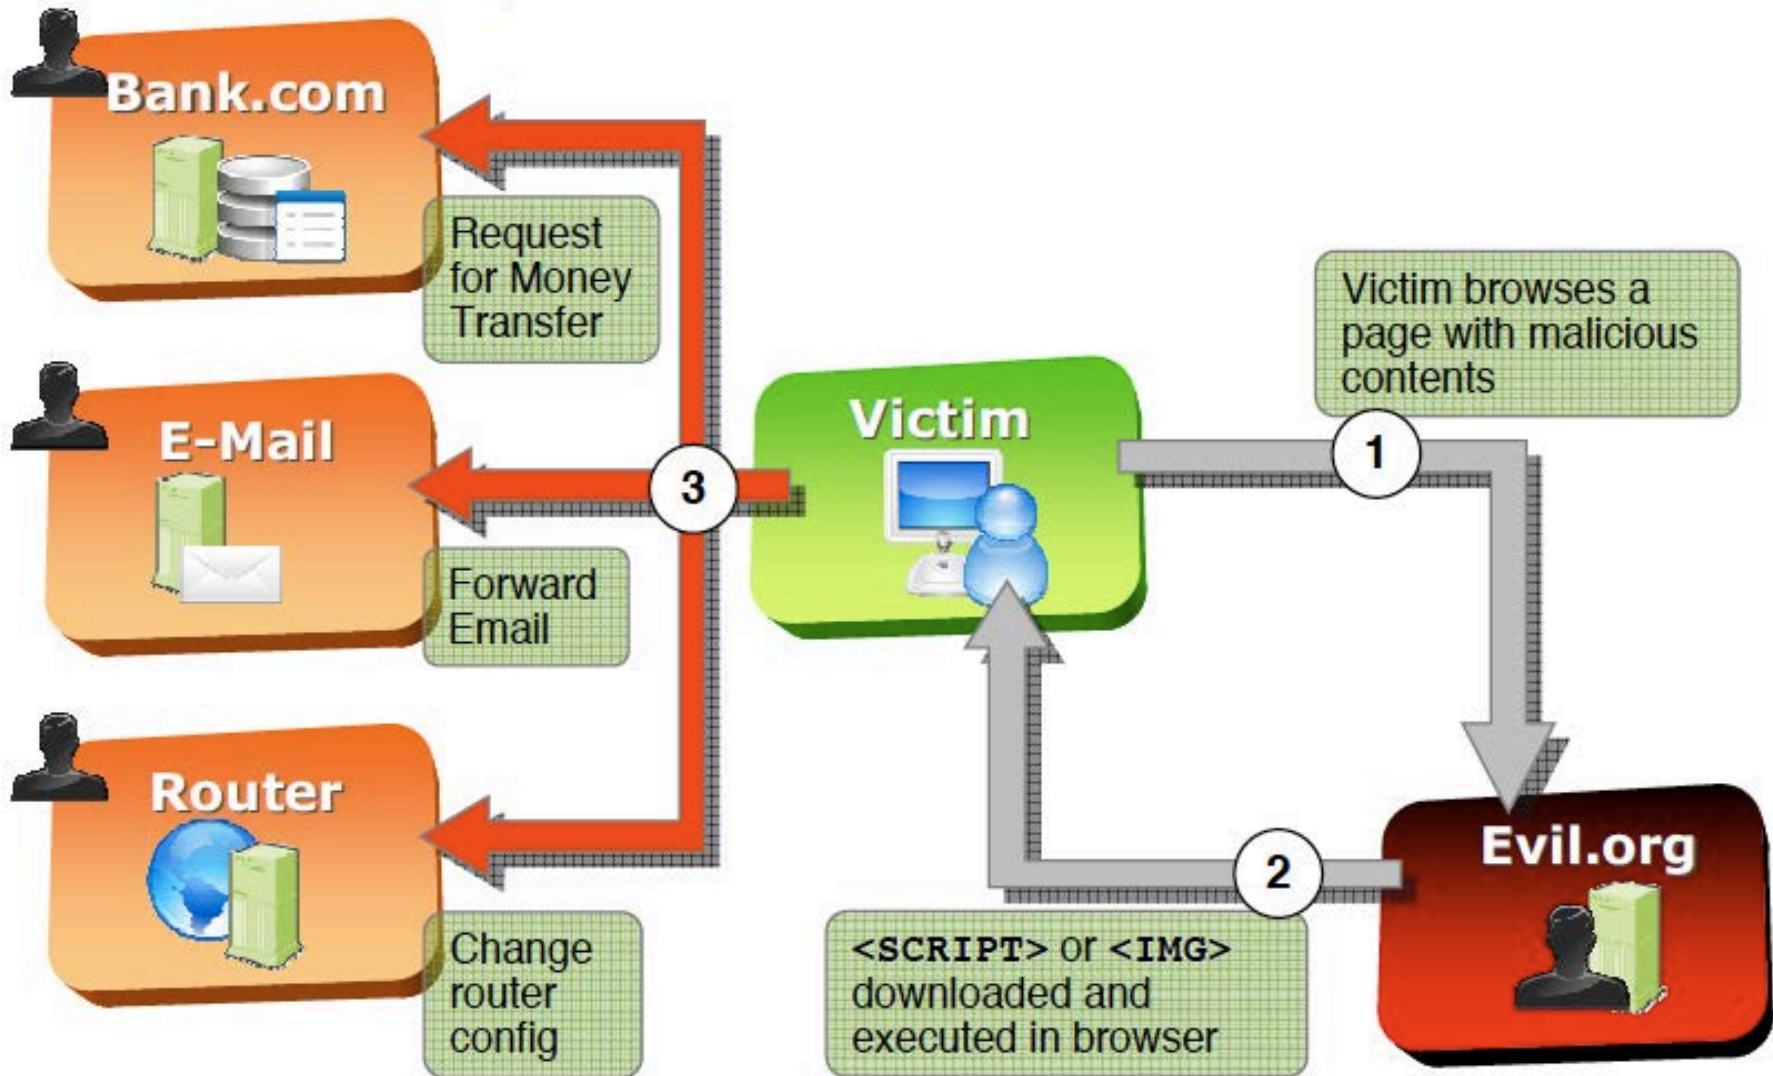 Bank.com
Request
for Money
Transfer
Victim browses a
page with malicious
contents
Victim
1
E-Mail
3
Forward
Email
Router
Change
router
config
2
<SCRIPT> or <IMG>
downloaded and
executed in browser
Evil.org